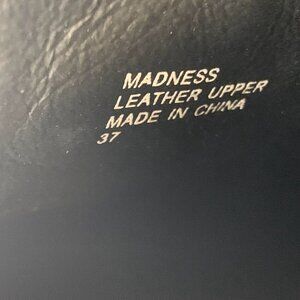 MADNESS
LEATHER UPPER
MADE IN CHINA
37